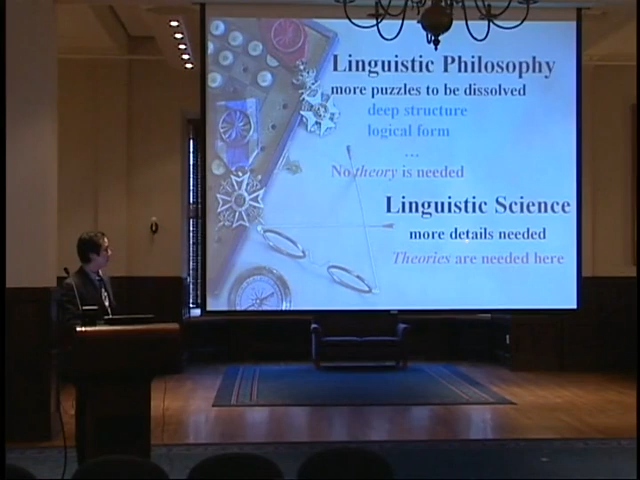 Linguistic Philosophy
more puzzles to be dissolved
deep structure
logical form
...
No theory is needed
Linguistic Science
more details needed
Theories are needed here